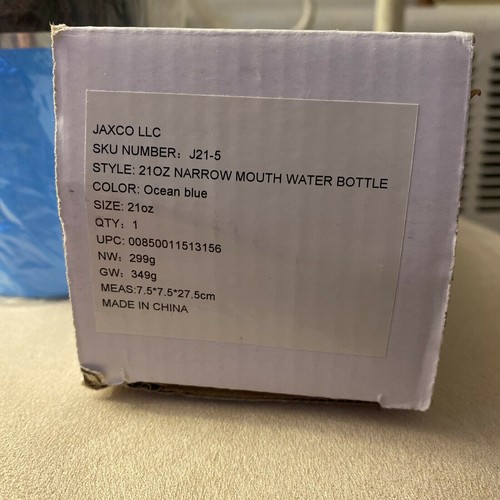 JAXCO LLC
SKU NUMBER: J21-5
STYLE: 21OZ NARROW MOUTH WATER BOTTLE
COLOR: Ocean blue
SIZE: 21oz
QTY: 1
UPC: 00850011513156
NW: 299g
GW: 349g
MEAS:7.5*7.5*27.5cm
MADE IN CHINA